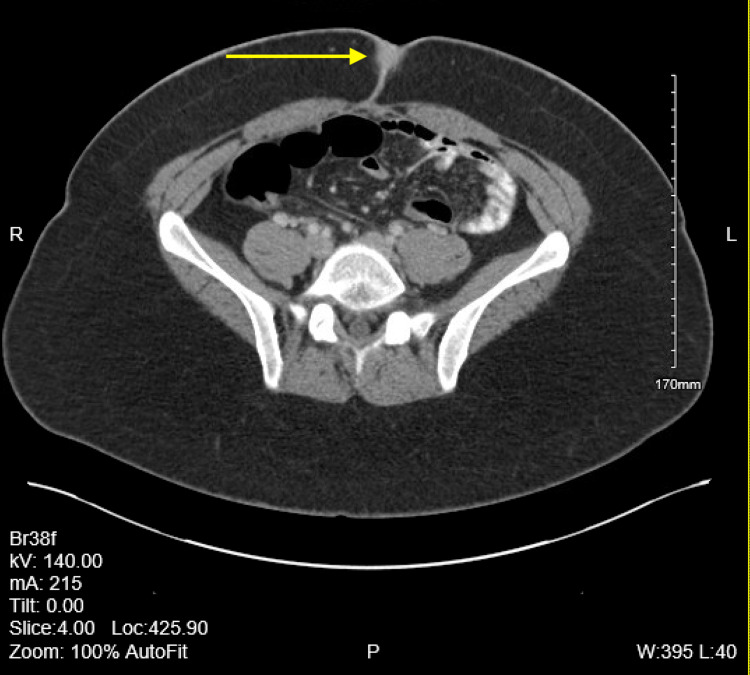 R
L
170mm
Br38f
kV: 140.00
mA: 215
Tilt: 0.00
Slice:4.00 Loc:425.90
Zoom: 100% AutoFit
P
W:395 L:40